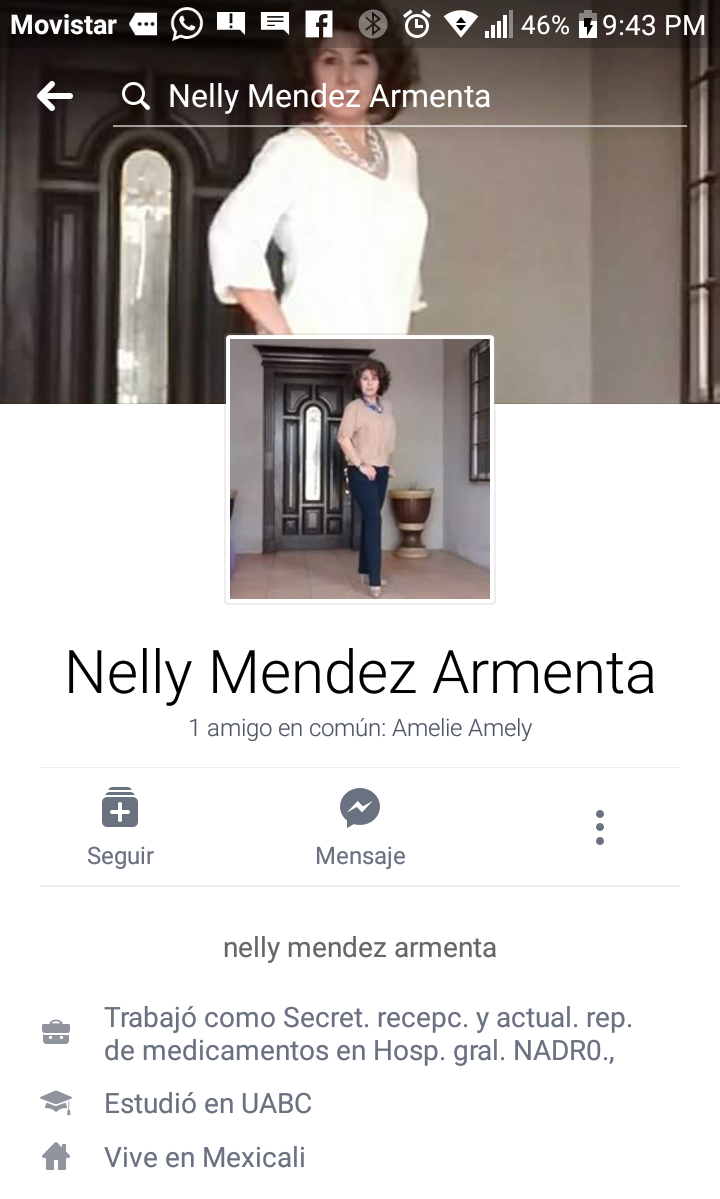 Movistar 46% 9:43 PM
Nelly Mendez Armenta
Nelly Mendez Armenta
1 amigo en común: Amelie Amely
Seguir Mensaje
nelly mendez armenta
Trabajó como Secret. recepc. y actual. rep.
de medicamentos en Hosp. gral. NADR0.,
Estudió en UABC
Vive en Mexicali